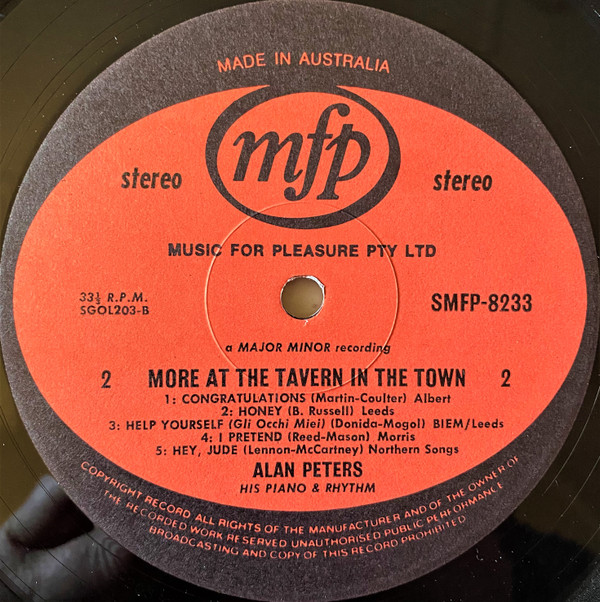 MADE IN AUSTRALIA
mfp
stereo stereo
MUSIC FOR PLEASURE PTY LTD
33⅓ R.P.M.
SGOL203-B
SMFP-8233
a MAJOR MINOR recording
2 MORE AT THE TAVERN IN THE TOWN 2
1: CONGRATULATIONS (Martin-Coulter) Albert
2: HONEY (B. Russell) Leeds
3: HELP YOURSELF (Gli Occhi Miei) (Donida-Mogol) BIEM/Leeds
4: I PRETEND (Reed-Mason) Morris
5: HEY, JUDE (Lennon-McCartney) Northern Songs
ALAN PETERS
HIS PIANO & RHYTHM
COPYRIGHT RECORD ALL RIGHTS OF THE MANUFACTURER AND OF THE OWNER OF
THE RECORDED WORK RESERVED UNAUTHORISED PUBLIC PERFORMANCE
BROADCASTING AND COPY OF THIS RECORD PROHIBITED